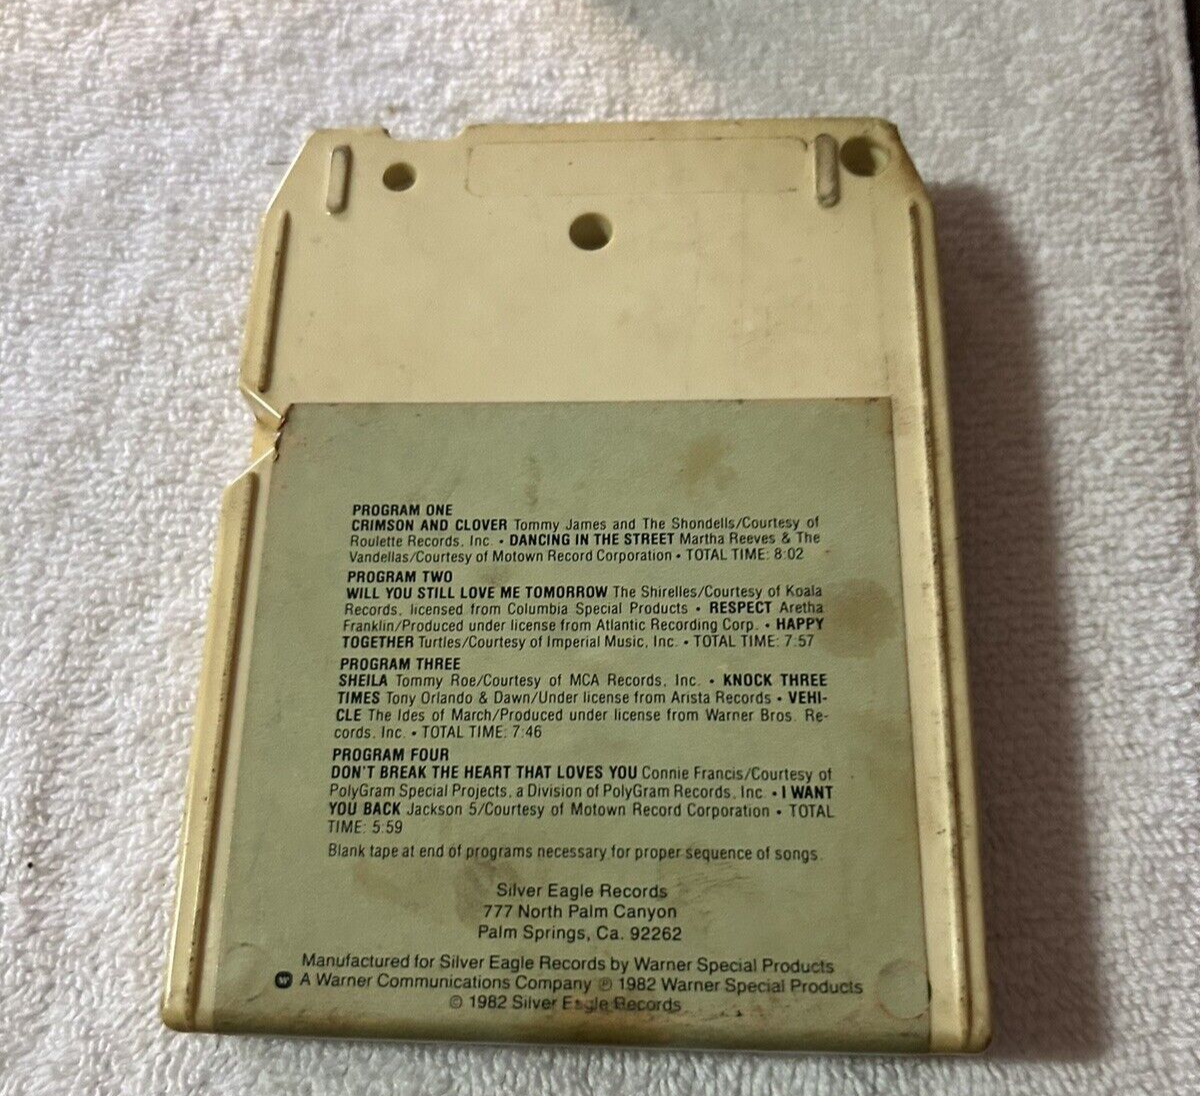 PROGRAM ONE
CRIMSON AND CLOVER Tommy James and The Shondells/Courtesy of
Roulette Records, Inc. • DANCING IN THE STREET Martha Reeves & The
Vandellas/Courtesy of Motown Record Corporation • TOTAL TIME: 8:02
PROGRAM TWO
WILL YOU STILL LOVE ME TOMORROW The Shirelles/Courtesy of Koala
Records, licensed from Columbia Special Products • RESPECT Aretha
Franklin/Produced under license from Atlantic Recording Corp. • HAPPY
TOGETHER Turtles/Courtesy of Imperial Music, Inc. • TOTAL TIME: 7:57
PROGRAM THREE
SHEILA Tommy Roe/Courtesy of MCA Records, Inc. • KNOCK THREE
TIMES Tony Orlando & Dawn/Under license from Arista Records • VEHI-
CLE The Ides of March/Produced under license from Warner Bros. Re-
cords, Inc. • TOTAL TIME: 7:46
PROGRAM FOUR
DON'T BREAK THE HEART THAT LOVES YOU Connie Francis/Courtesy of
PolyGram Special Projects, a Division of PolyGram Records, Inc. • I WANT
YOU BACK Jackson 5/Courtesy of Motown Record Corporation • TOTAL
TIME: 5:59
Blank tape at end of programs necessary for proper sequence of songs.
Silver Eagle Records
777 North Palm Canyon
Palm Springs, Ca. 92262
Manufactured for Silver Eagle Records by Warner Special Products
A Warner Communications Company ℗ 1982 Warner Special Products
© 1982 Silver Eagle Records